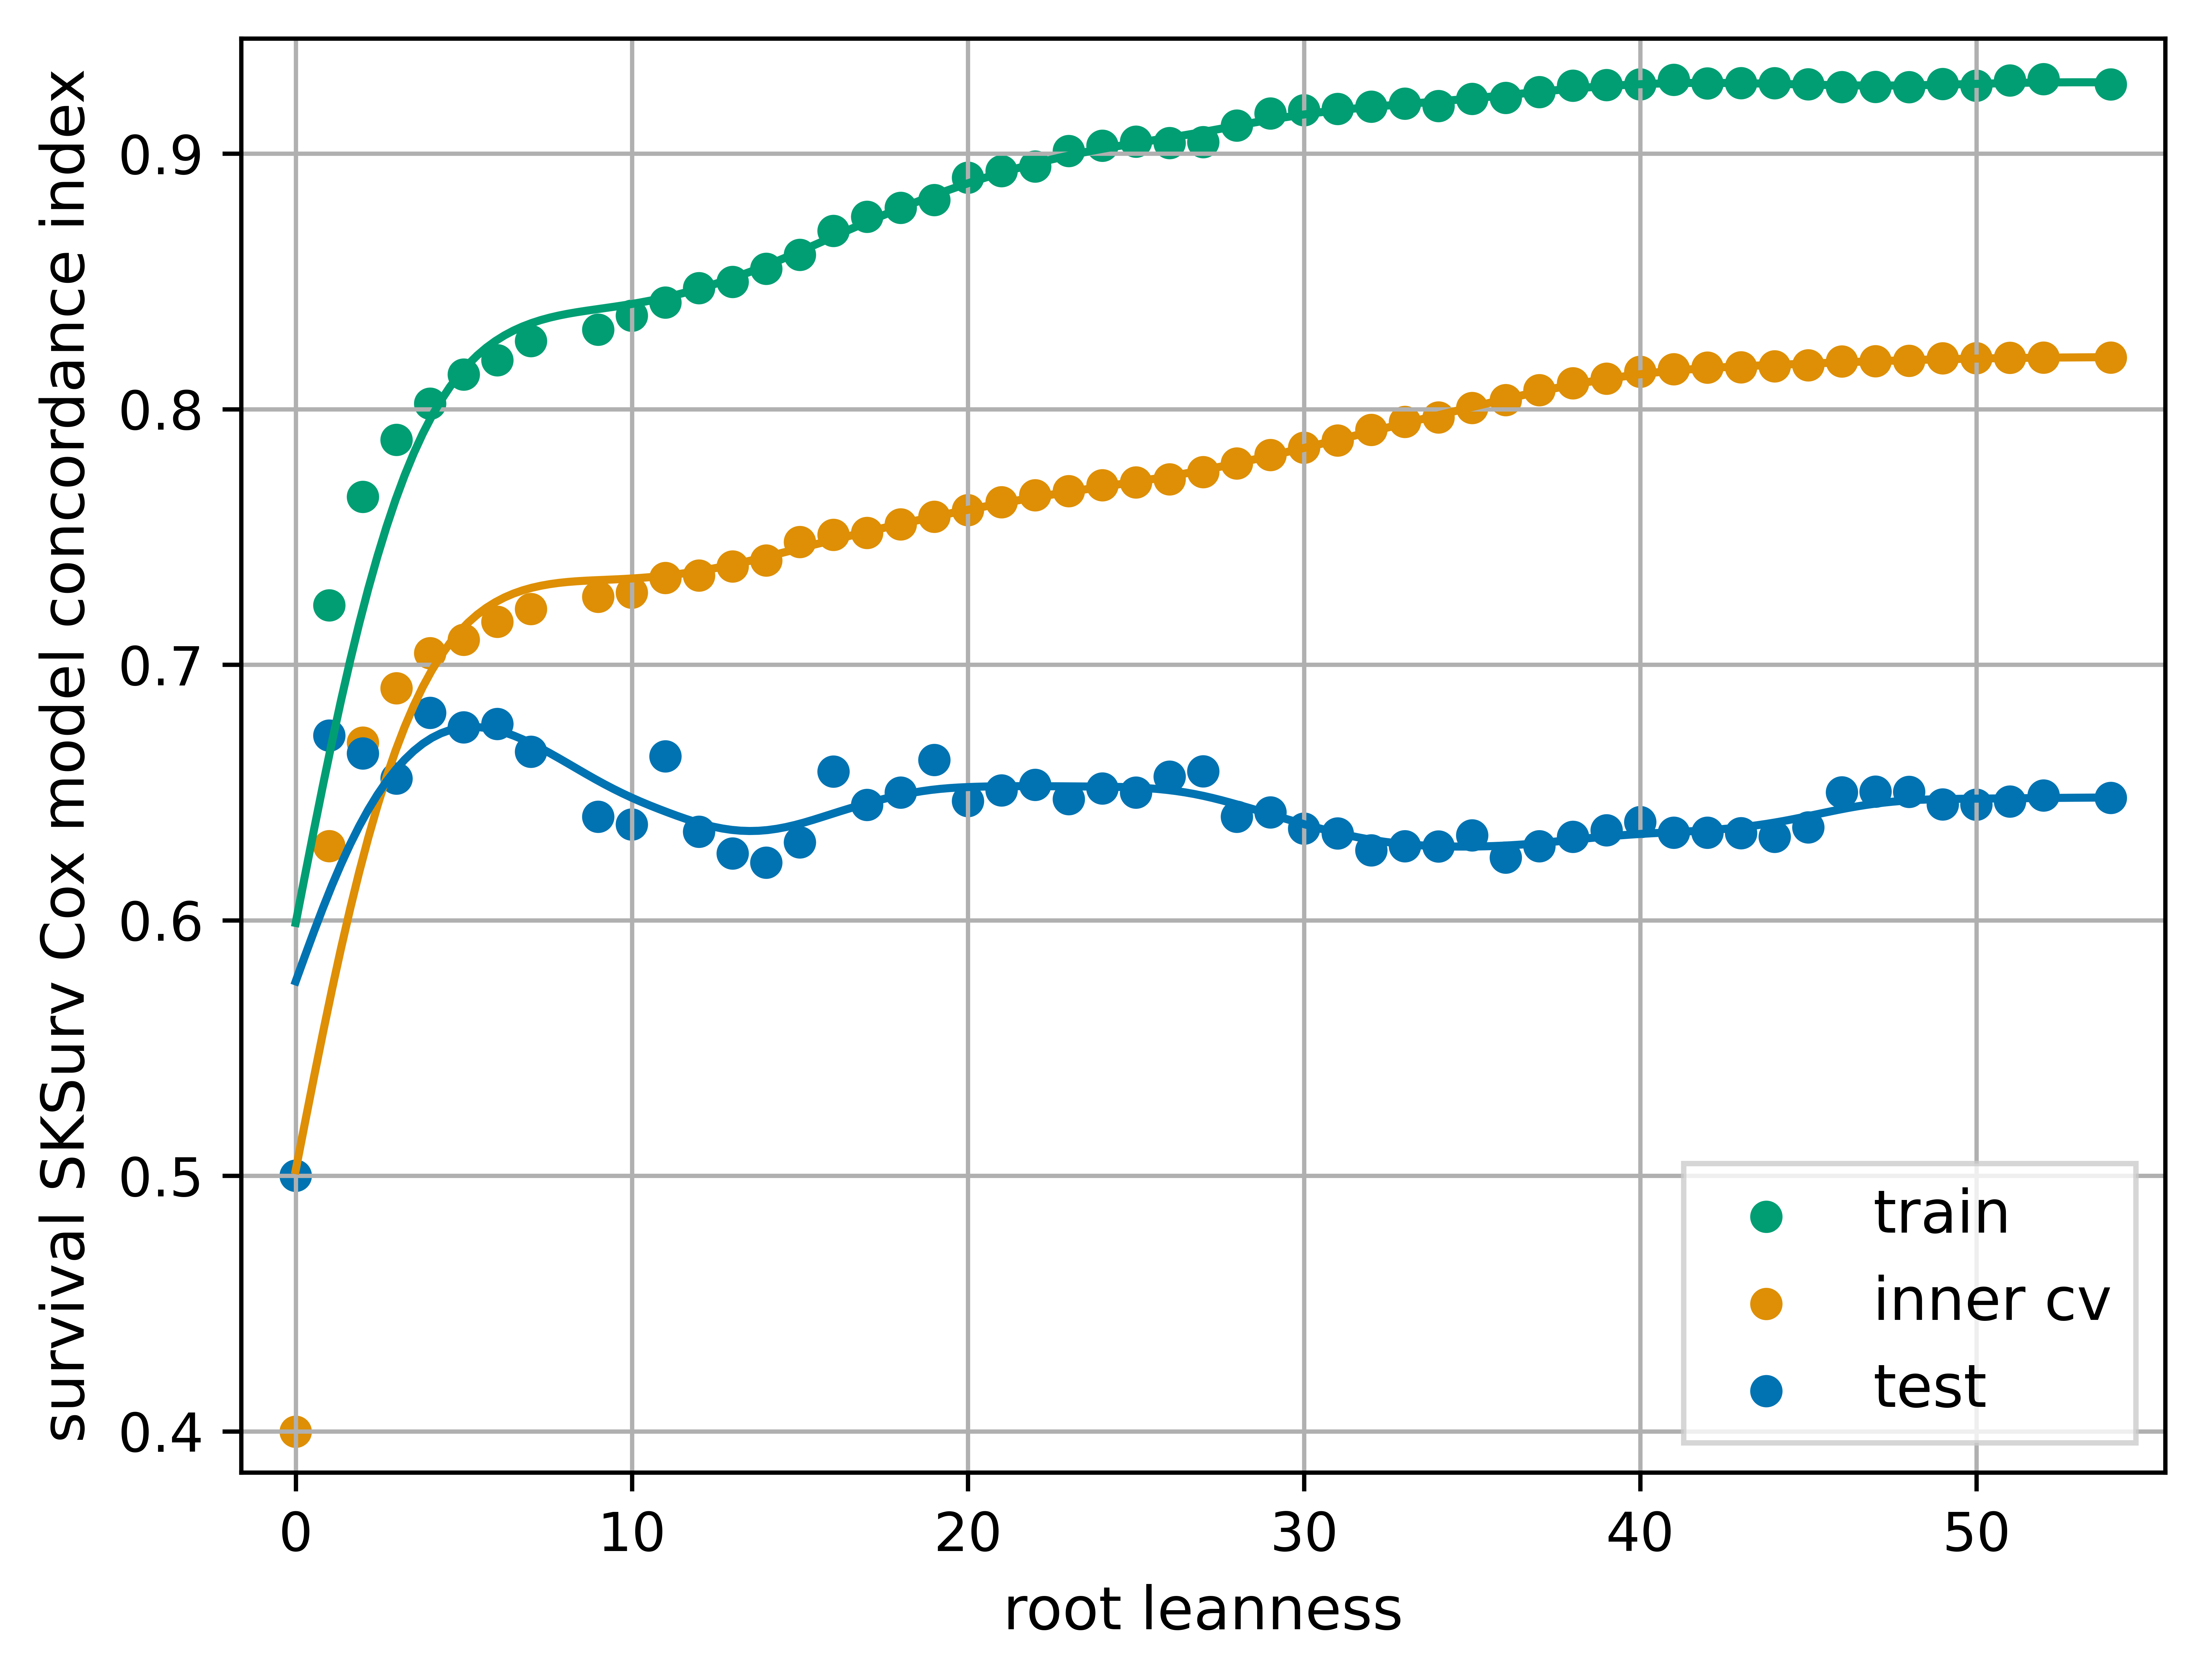 survival SKSurv Cox model concordance index
0.9
0.8
0.7
0.6
0.5
0.4
train
inner cv
test
0 10 20 30 40 50
root leanness